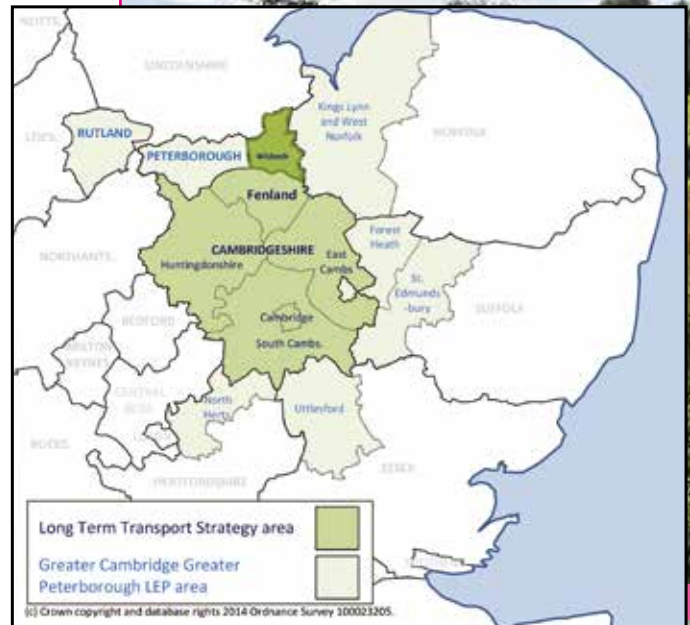 NOTTS.
LINCOLNSHIRE
Kings Lynn
and West
Norfolk
NORFOLK
LEICS.
RUTLAND
PETERBOROUGH
Wisbech
Fenland
NORTHANTS.
CAMBRIDGESHIRE
Huntingdonshire
East
Cambs
Forest
Heath
St.
Edmunds
-bury
SUFFOLK
BEDFORD
Cambridge
South Cambs.
MILTON
KEYNES
CENTRAL
BEDS
North
Herts
Uttlesford
BUCKS.
HERTFORDSHIRE
ESSEX
Long Term Transport Strategy area
Greater Cambridge Greater
Peterborough LEP area
(c) Crown copyright and database rights 2014 Ordnance Survey 100023205.